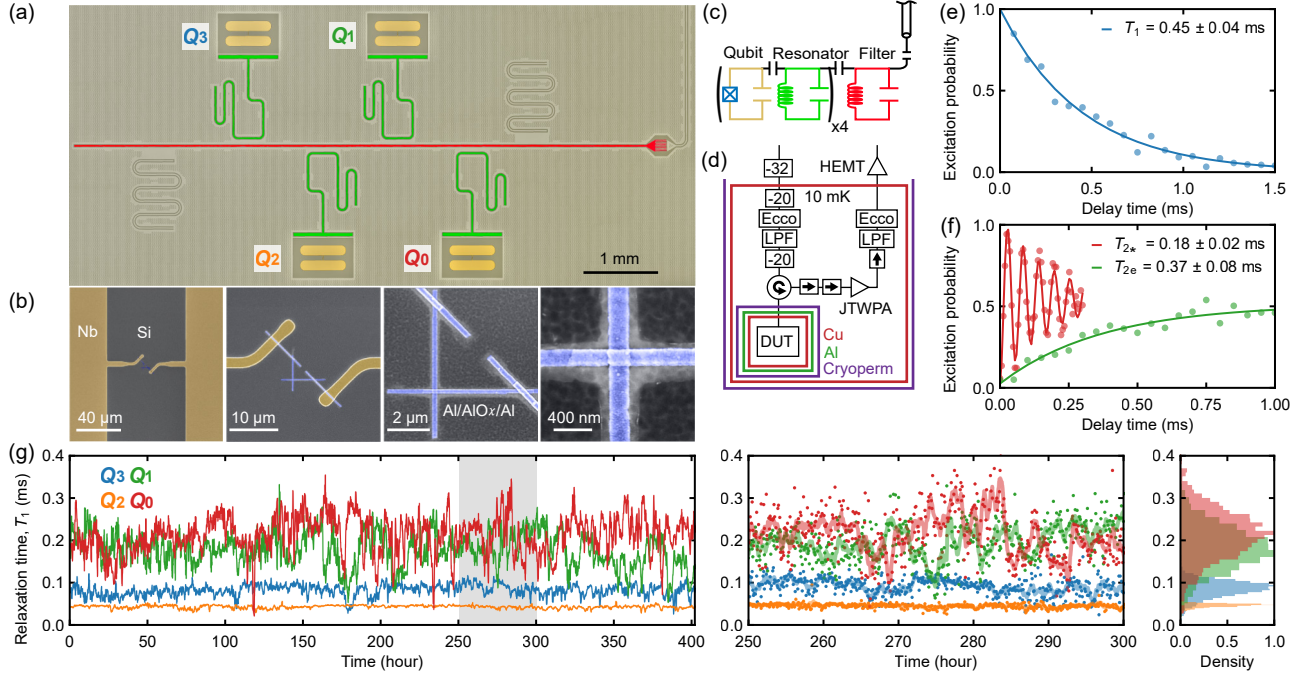 (a)
Q3
Q1
Q2
Q0
1 mm
(b)
Nb
Si
40 μm
10 μm
2 μm
Al/AlOx/Al
400 nm
(c)
Qubit
Resonator
Filter
x4
(d)
-32
HEMT
-20
10 mK
Ecco
Ecco
LPF
LPF
-20
JTWPA
DUT
Cu
Al
Cryoperm
(e)
T1 = 0.45 ± 0.04 ms
Excitation probability
1.0
0.5
0.0
0.0 0.5 1.0 1.5
Delay time (ms)
(f)
T2⋆ = 0.18 ± 0.02 ms
T2e = 0.37 ± 0.08 ms
Excitation probability
1.0
0.5
0.0
0.00 0.25 0.50 0.75 1.00
Delay time (ms)
(g)
Q3 Q1
Q2 Q0
Relaxation time, T1 (ms)
0.4
0.3
0.2
0.1
0.0
0 50 100 150 200 250 300 350 400
Time (hour)
0.4
0.3
0.2
0.1
0.0
250 260 270 280 290 300
Time (hour)
0.4
0.3
0.2
0.1
0.0
0.0 0.5 1.0
Density